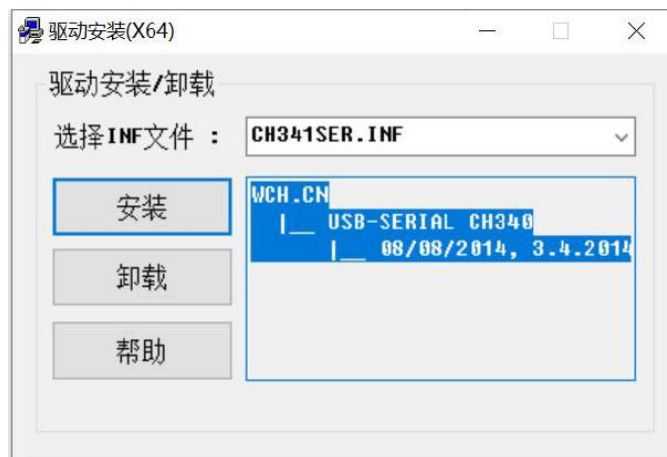 驱动安装(X64)
驱动安装/卸载
选择INF文件 : CH341SER.INF
安装
卸载
帮助
WCH.CN
|__ USB-SERIAL CH340
|__ 08/08/2014, 3.4.2014